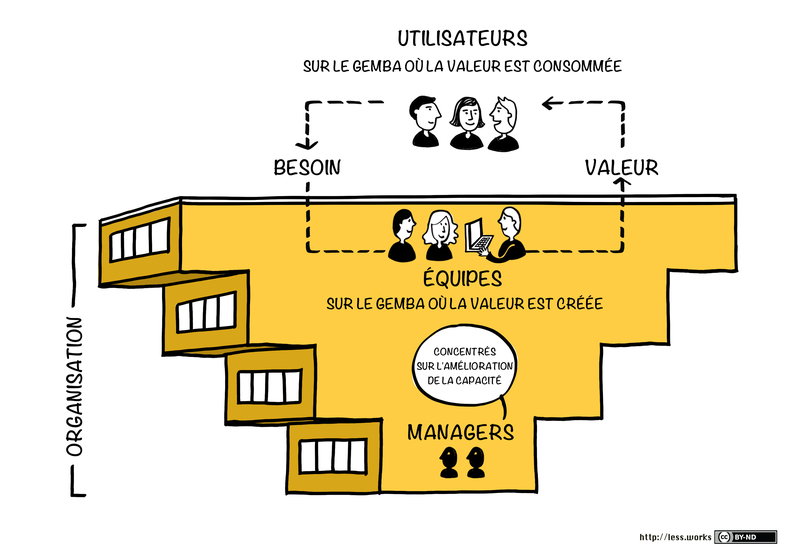 UTILISATEURS
SUR LE GEMBA OÙ LA VALEUR EST CONSOMMÉE
BESOIN
VALEUR
ÉQUIPES
SUR LE GEMBA OÙ LA VALEUR EST CRÉÉE
ORGANISATION
CONCENTRÉS
SUR L'AMÉLIORATION
DE LA CAPACITÉ
MANAGERS
http://less.works cc BY-ND